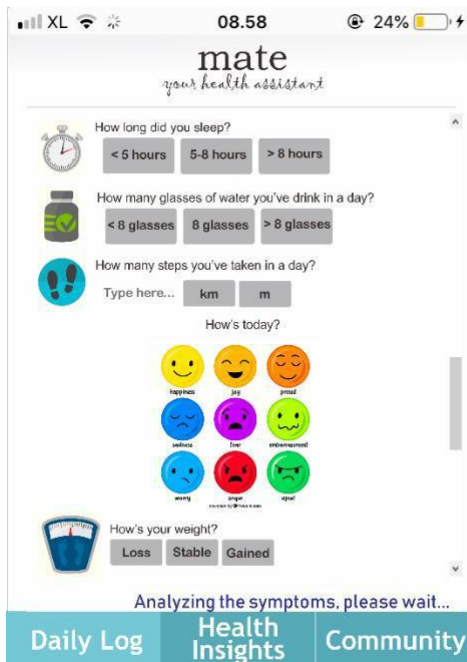 XL 08.58 24%
mate
your health assistant
How long did you sleep?
< 5 hours 5-8 hours > 8 hours
How many glasses of water you've drink in a day?
< 8 glasses 8 glasses > 8 glasses
How many steps you've taken in a day?
Type here... km m
How's today?
happiness joy proud
sadness fear embarrassed
worry anger
How's your weight?
Loss Stable Gained
Analyzing the symptoms, please wait...
Daily Log Health Insights Community